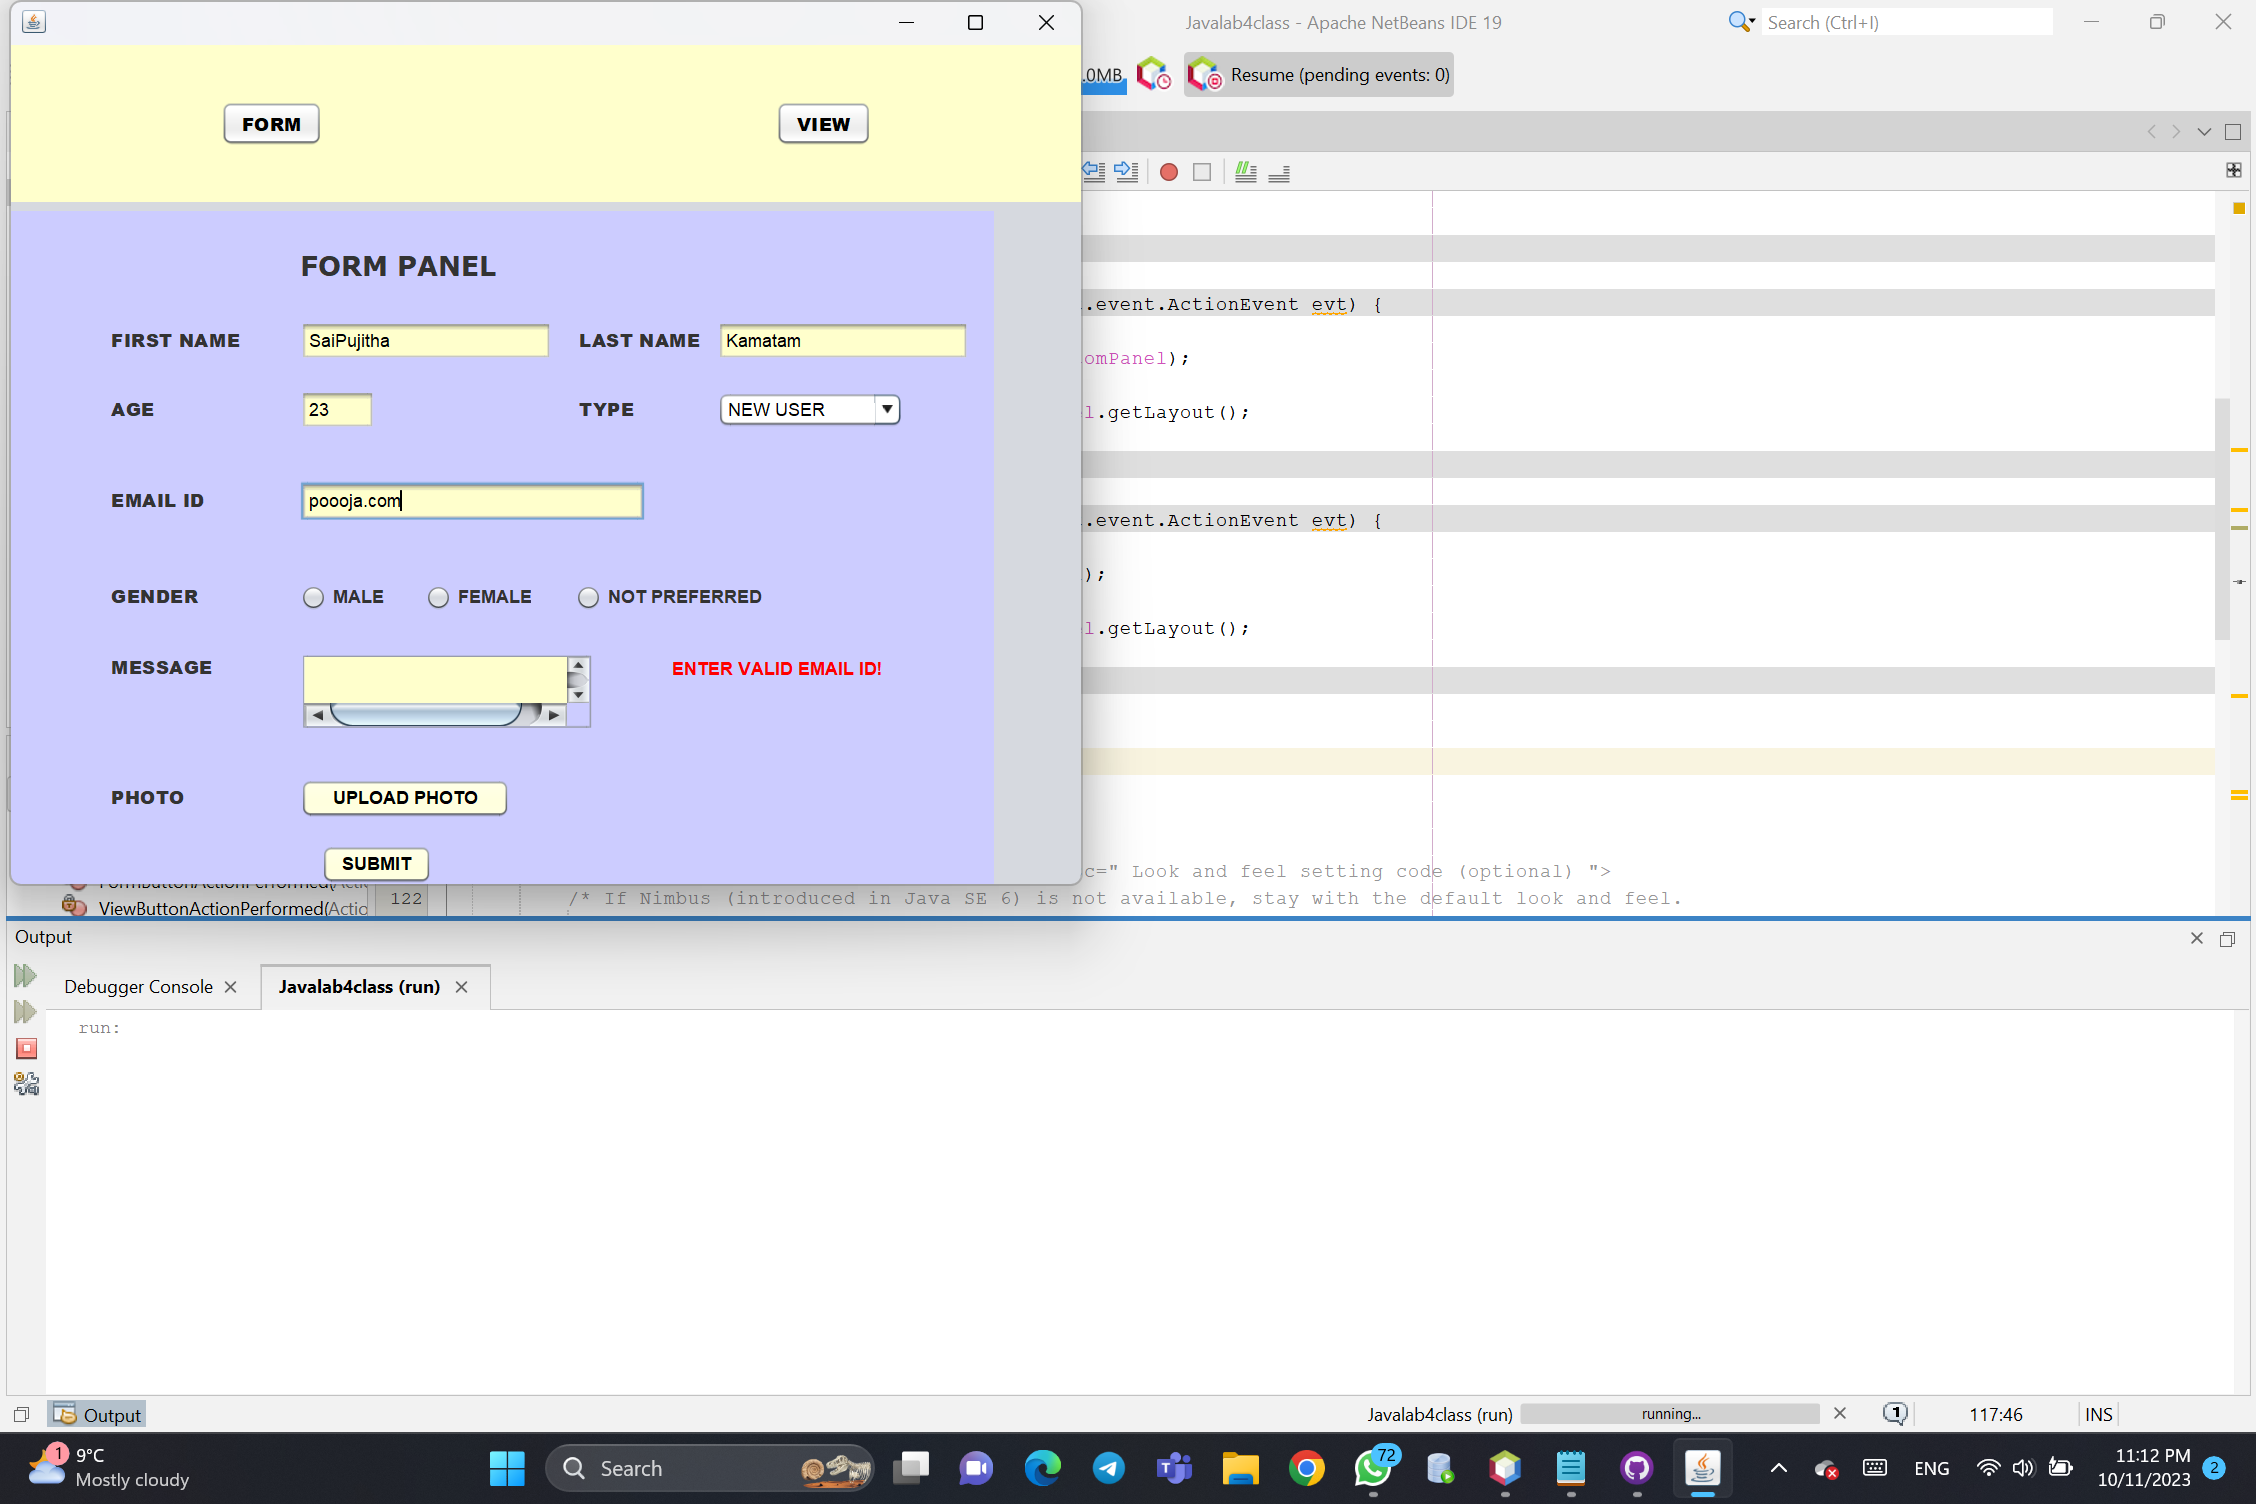 Javalab4class - Apache NetBeans IDE 19
Search (Ctrl+I)
.0MB
Resume (pending events: 0)
FORM
VIEW
FORM PANEL
FIRST NAME
SaiPujitha
LAST NAME
Kamatam
AGE
23
TYPE
NEW USER
EMAIL ID
poooja.com
GENDER
MALE
FEMALE
NOT PREFERRED
MESSAGE
ENTER VALID EMAIL ID!
PHOTO
UPLOAD PHOTO
SUBMIT
.event.ActionEvent evt) {
omPanel);
l.getLayout();
.event.ActionEvent evt) {
);
l.getLayout();
c=" Look and feel setting code (optional) ">
ViewButtonActionPerformed(Actio
122
/* If Nimbus (introduced in Java SE 6) is not available, stay with the default look and feel.
Output
Debugger Console
Javalab4class (run)
run:
Output
Javalab4class (run)
running...
1
117:46
INS
1
9°C
Mostly cloudy
Search
72
ENG
11:12 PM
10/11/2023
2